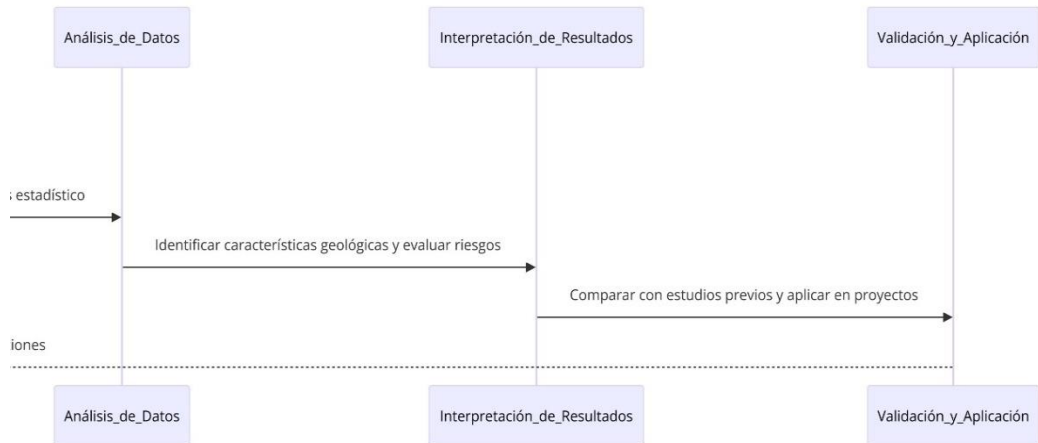 Análisis_de_Datos
Interpretación_de_Resultados
Validación_y_Aplicación
estadístico
Identificar características geológicas y evaluar riesgos
Comparar con estudios previos y aplicar en proyectos
Análisis_de_Datos
Interpretación_de_Resultados
Validación_y_Aplicación